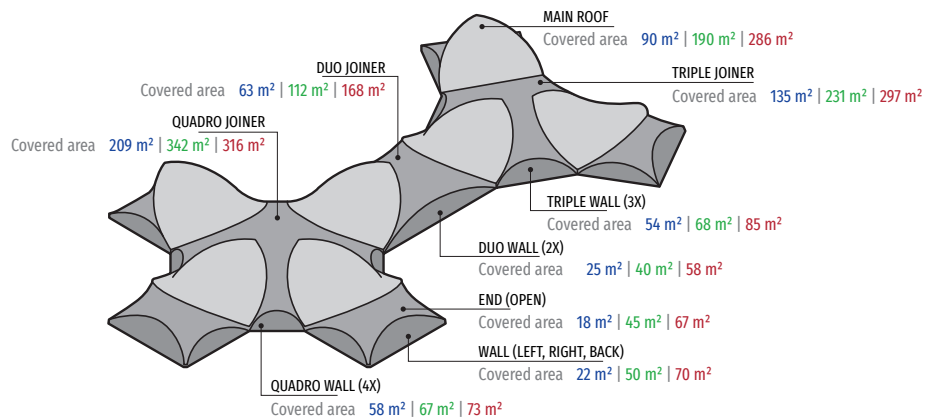 MAIN ROOF
Covered area 90 m² | 190 m² | 286 m²
DUO JOINER
Covered area 63 m² | 112 m² | 168 m²
TRIPLE JOINER
Covered area 135 m² | 231 m² | 297 m²
QUADRO JOINER
Covered area 209 m² | 342 m² | 316 m²
TRIPLE WALL (3X)
Covered area 54 m² | 68 m² | 85 m²
DUO WALL (2X)
Covered area 25 m² | 40 m² | 58 m²
END (OPEN)
Covered area 18 m² | 45 m² | 67 m²
WALL (LEFT, RIGHT, BACK)
Covered area 22 m² | 50 m² | 70 m²
QUADRO WALL (4X)
Covered area 58 m² | 67 m² | 73 m²